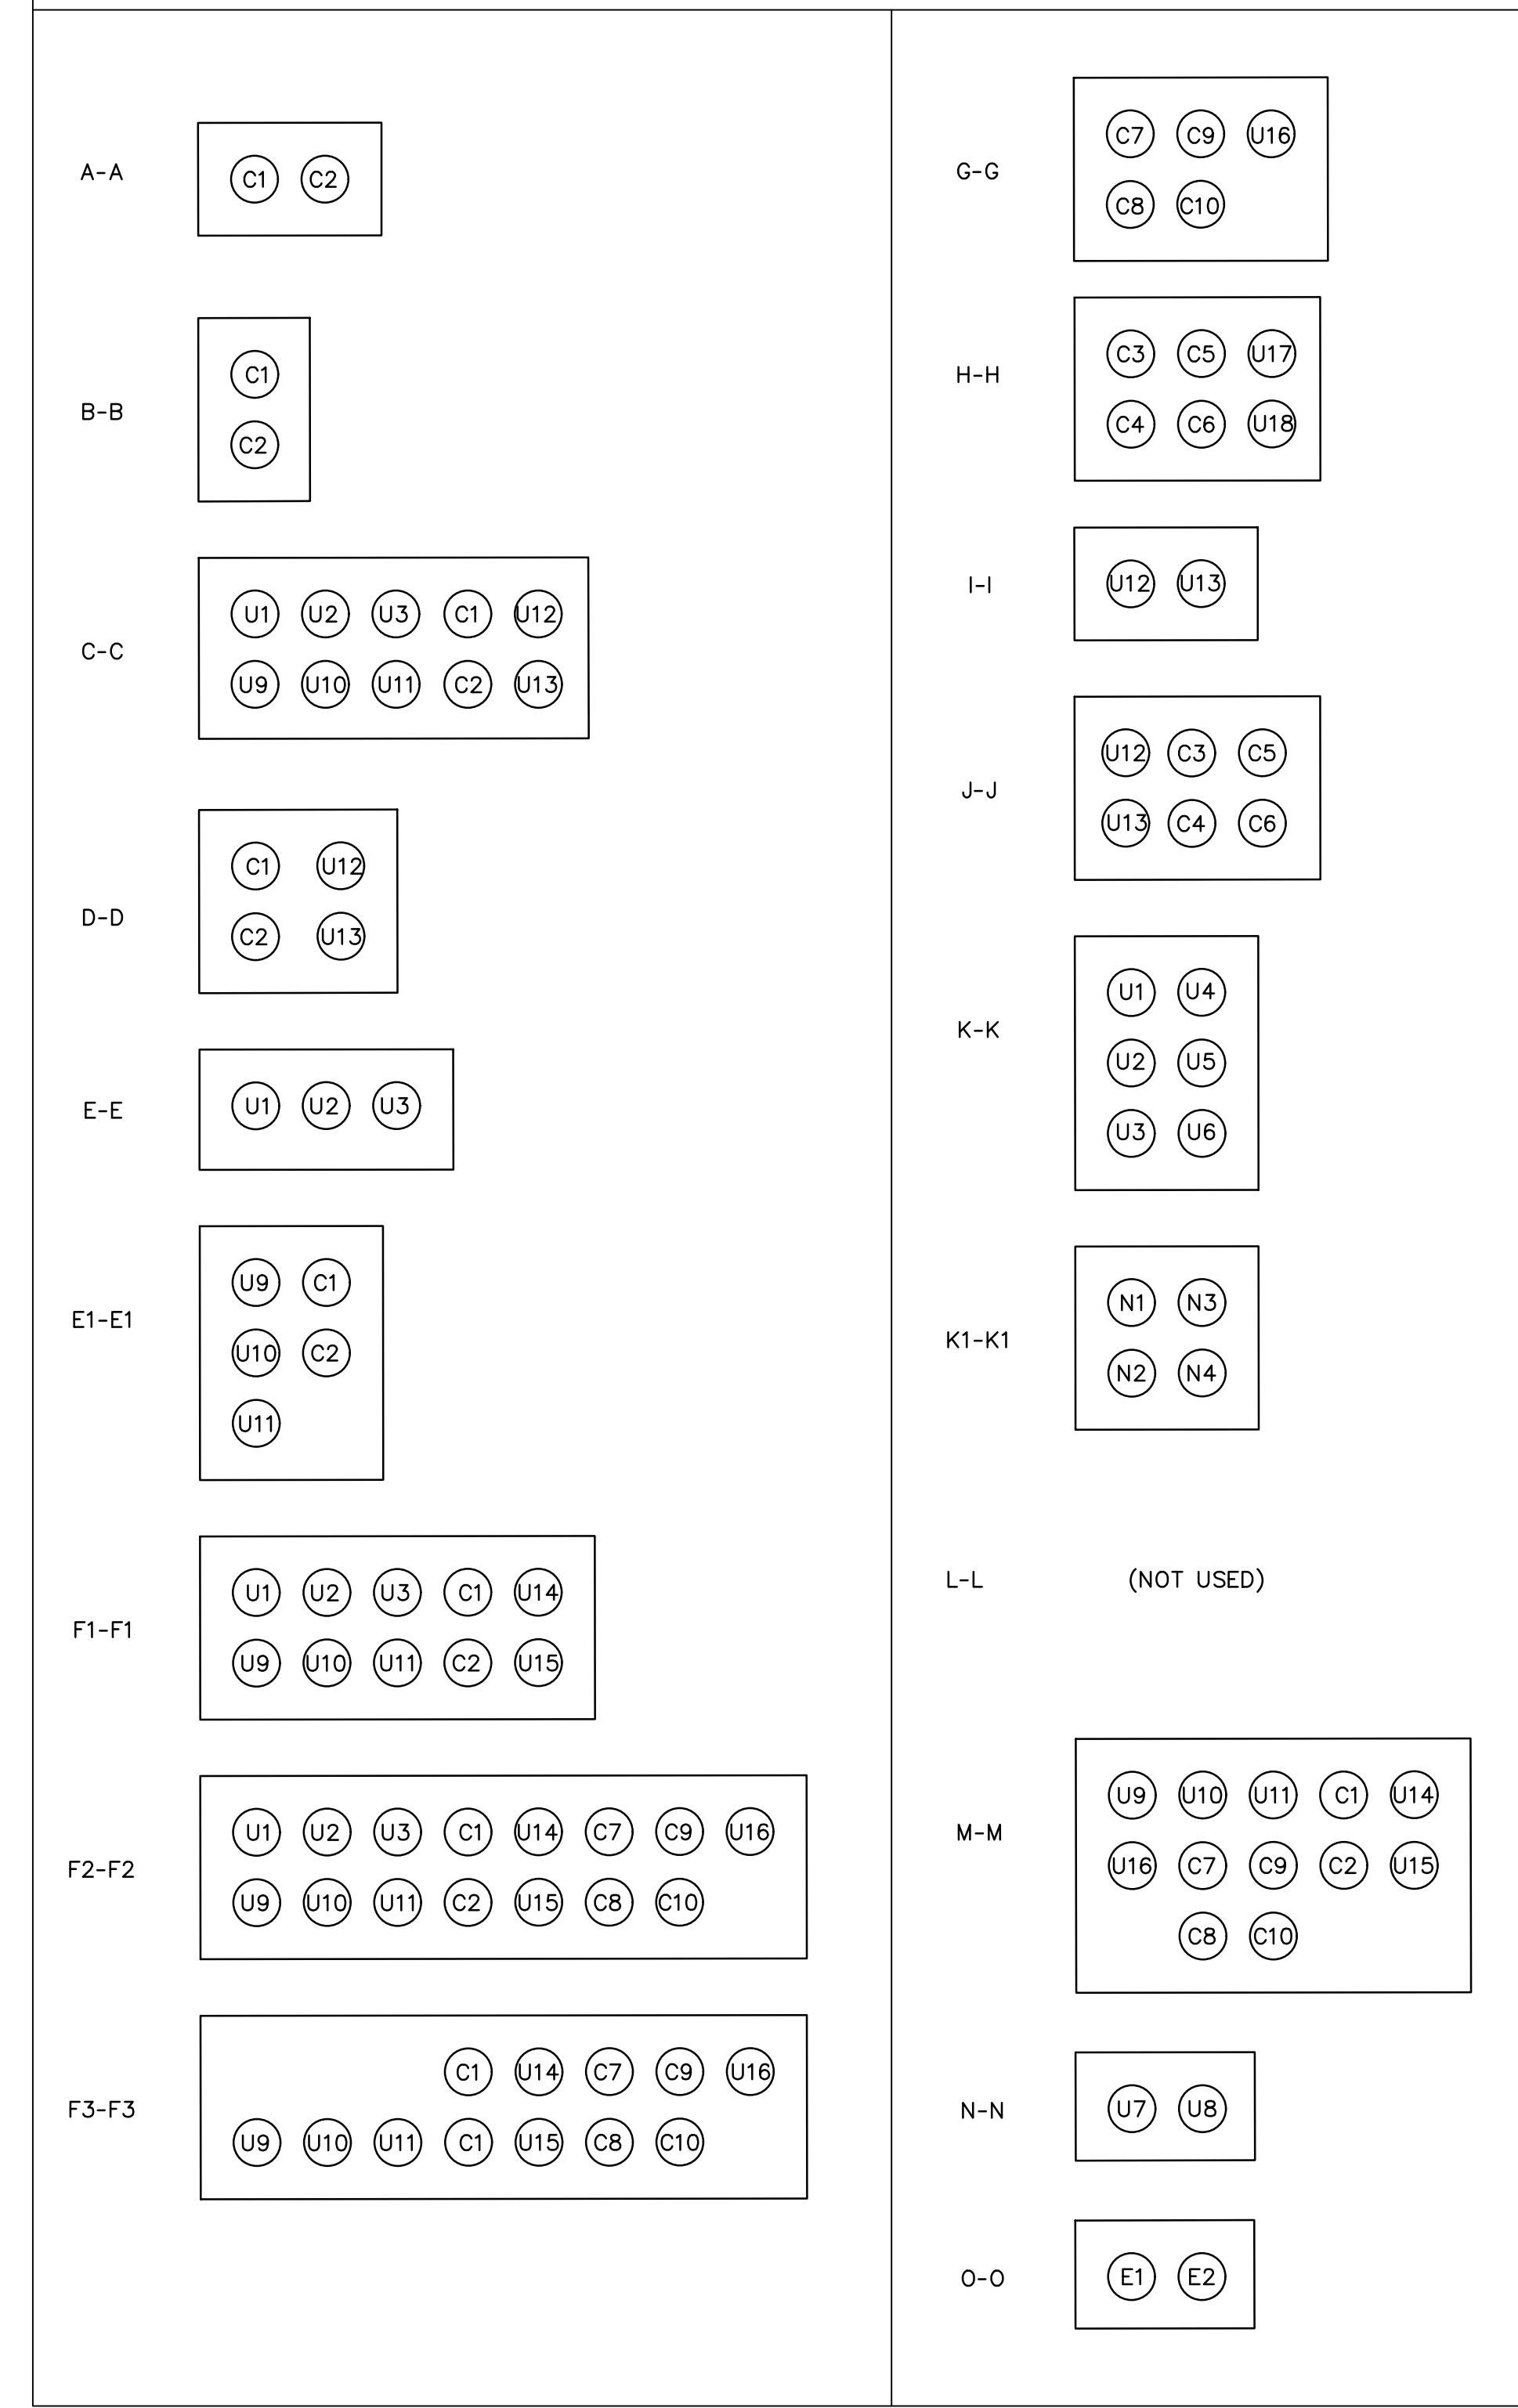 A-A
C1 C2
B-B
C1
C2
C-C
U1 U2 U3 C1 U12
U9 U10 U11 C2 U13
D-D
C1 U12
C2 U13
E-E
U1 U2 U3
E1-E1
U9 C1
U10 C2
U11
F1-F1
U1 U2 U3 C1 U14
U9 U10 U11 C2 U15
F2-F2
U1 U2 U3 C1 U14 C7 C9 U16
U9 U10 U11 C2 U15 C8 C10
F3-F3
C1 U14 C7 C9 U16
U9 U10 U11 C1 U15 C8 C10
G-G
C7 C9 U16
C8 C10
H-H
C3 C5 U17
C4 C6 U18
I-I
U12 U13
J-J
U12 C3 C5
U13 C4 C6
K-K
U1 U4
U2 U5
U3 U6
K1-K1
N1 N3
N2 N4
L-L (NOT USED)
M-M
U9 U10 U11 C1 U14
U16 C7 C9 C2 U15
C8 C10
N-N
U7 U8
O-O
E1 E2